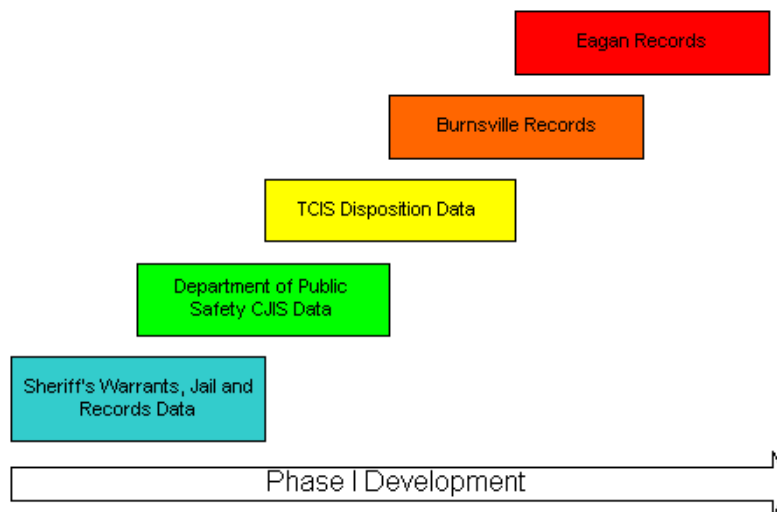 Eagan Records
Burnsville Records
TCIS Disposition Data
Department of Public
Safety CJIS Data
Sheriff's Warrants, Jail and
Records Data
Phase I Development